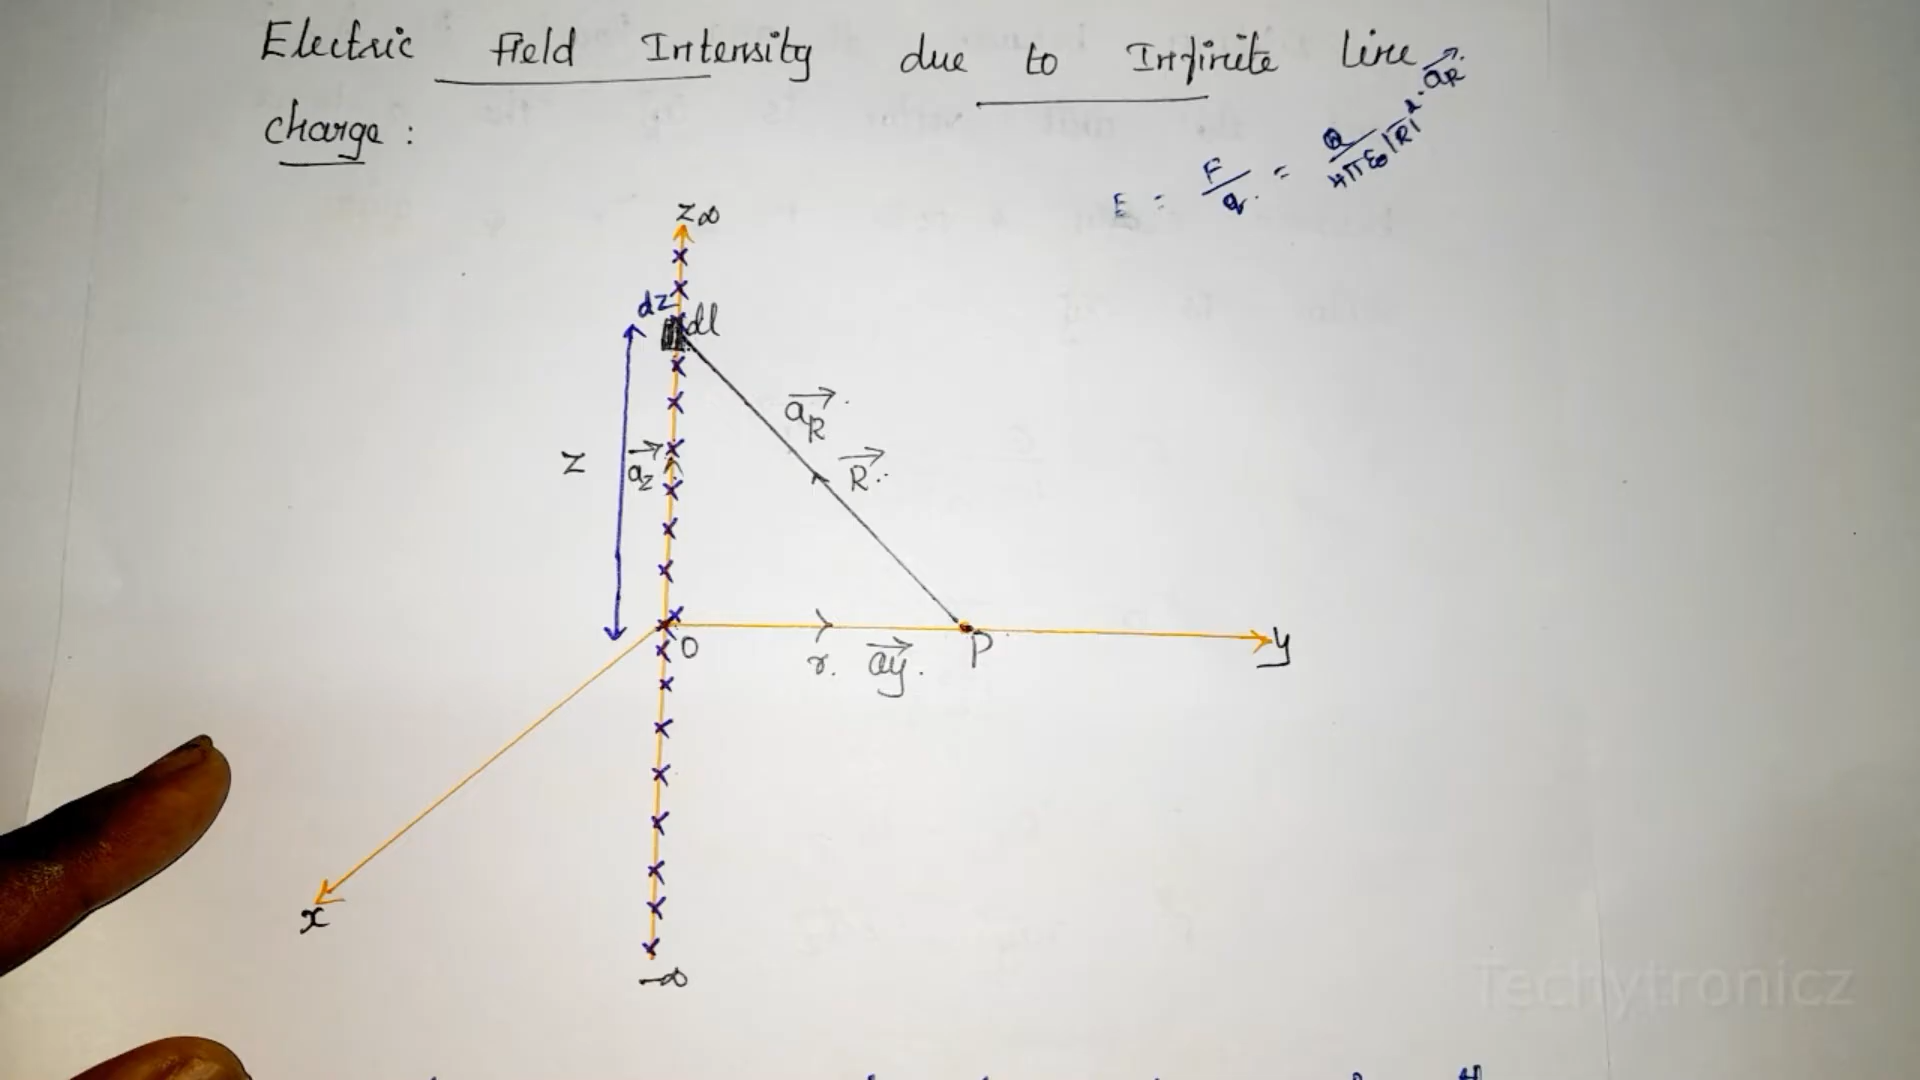 Electric Field Intensity due to Infinite line
charge :
E = F/q. = Q/4πε₀|R⃗|² . a⃗R
z∞
dz
dl
a⃗R
R⃗
z
a⃗z
O
r. a⃗y.
P
y
x
-∞
Techytronicz